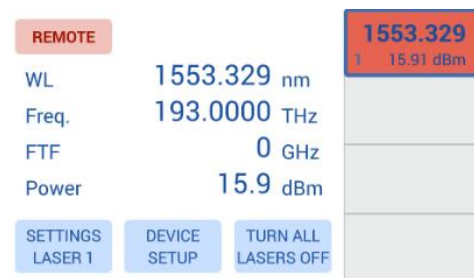 REMOTE
WL 1553.329 nm
Freq. 193.0000 THz
FTF 0 GHz
Power 15.9 dBm
SETTINGS LASER 1
DEVICE SETUP
TURN ALL LASERS OFF
1553.329
1 15.91 dBm